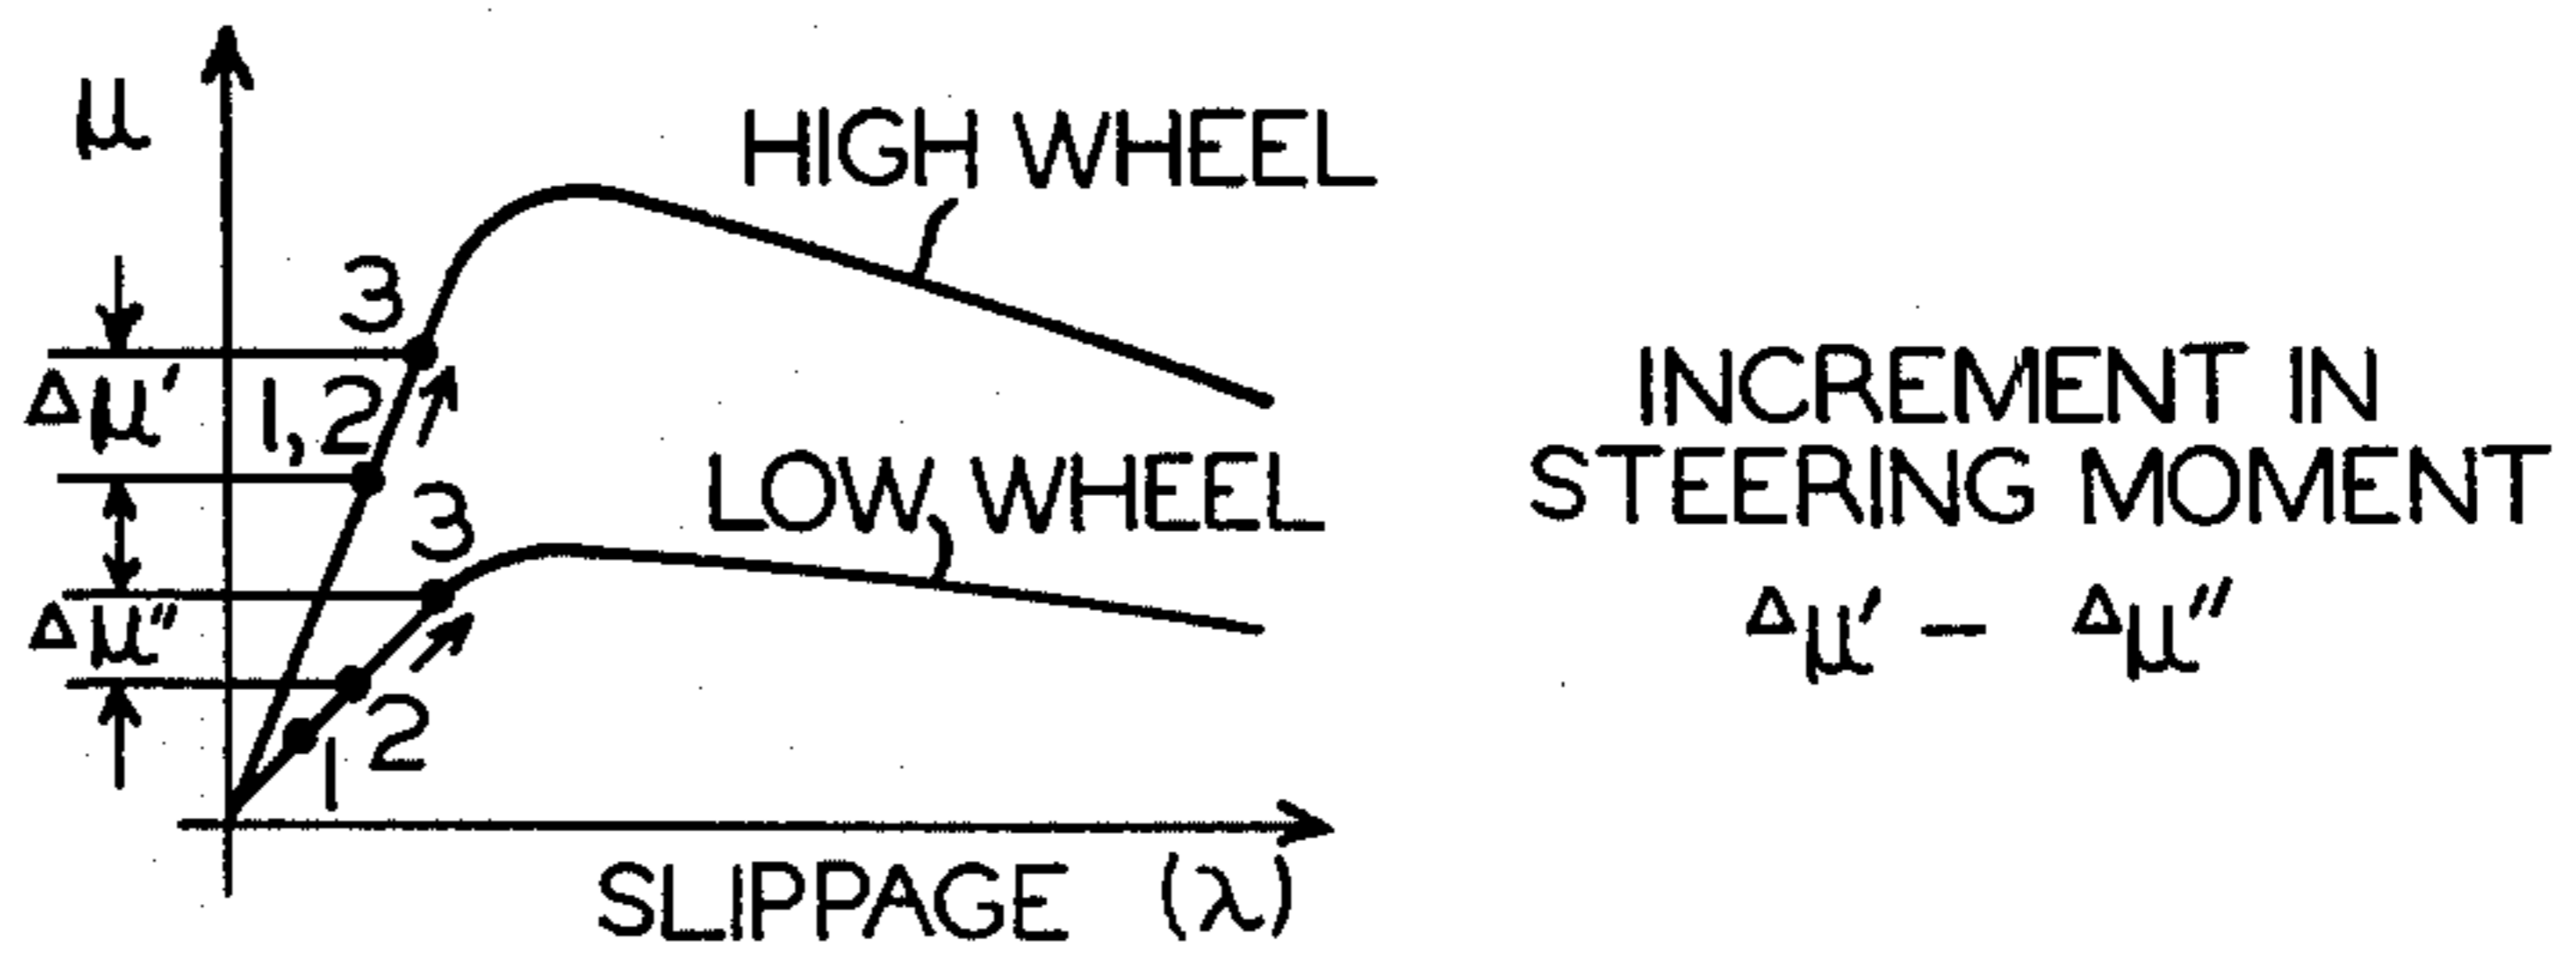 μ
HIGH WHEEL
3
Δμ'
1,2
LOW WHEEL
3
Δμ"
2
1
SLIPPAGE (λ)
INCREMENT IN
STEERING MOMENT
Δμ' - Δμ"